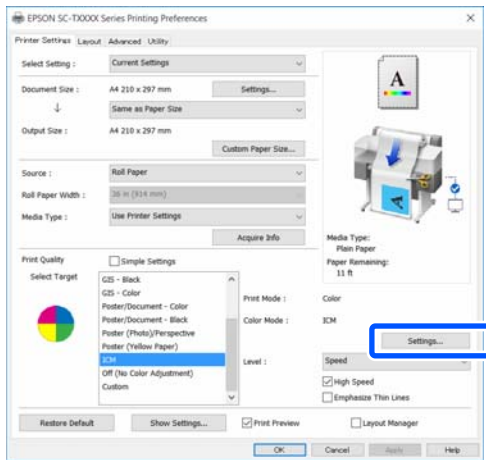 EPSON SC-TXXXX Series Printing Preferences
Printer Settings Layout Advanced Utility
Select Setting : Current Settings
Document Size : A4 210 x 297 mm Settings...
Same as Paper Size
Output Size : A4 210 x 297 mm
Custom Paper Size...
Source : Roll Paper
Roll Paper Width : 36 in (914 mm)
Media Type : Use Printer Settings
Acquire Info
A
Media Type:
Plain Paper
Paper Remaining:
11 ft
Print Quality Simple Settings
Select Target
GIS - Black
GIS - Color
Poster/Document - Color
Poster/Document - Black
Poster (Photo)/Perspective
Poster (Yellow Paper)
ICM
Off (No Color Adjustment)
Custom
Print Mode : Color
Color Mode : ICM
Settings...
Level : Speed
High Speed
Emphasize Thin Lines
Restore Default Show Settings... Print Preview Layout Manager
OK Cancel Apply Help